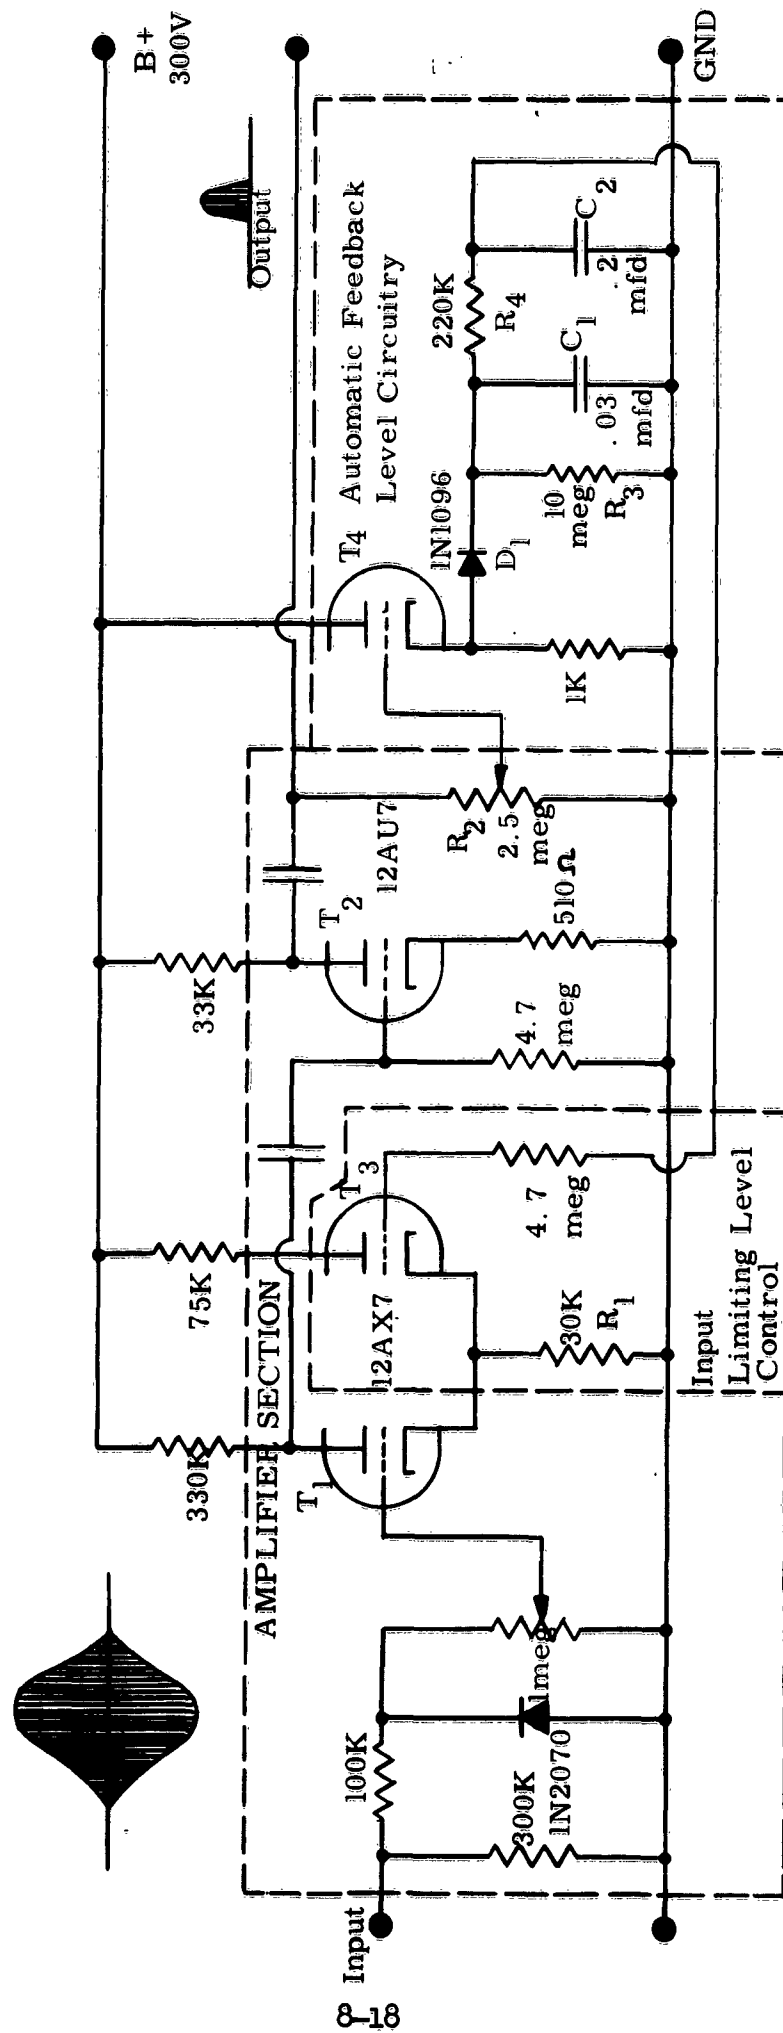 B+
300V
Output
GND
Automatic Feedback
Level Circuitry
T4
1N1096
D1
220K
R4
C2
.2
mfd
C1
.03
mfd
10
meg
R3
1K
33K
T2
12AU7
R2
2.5
meg
510Ω
4.7
meg
75K
T3
12AX7
4.7
meg
30K
R1
Input
Limiting Level
Control
330K
AMPLIFIER SECTION
T1
1meg
100K
300K
1N2070
Input
8-18